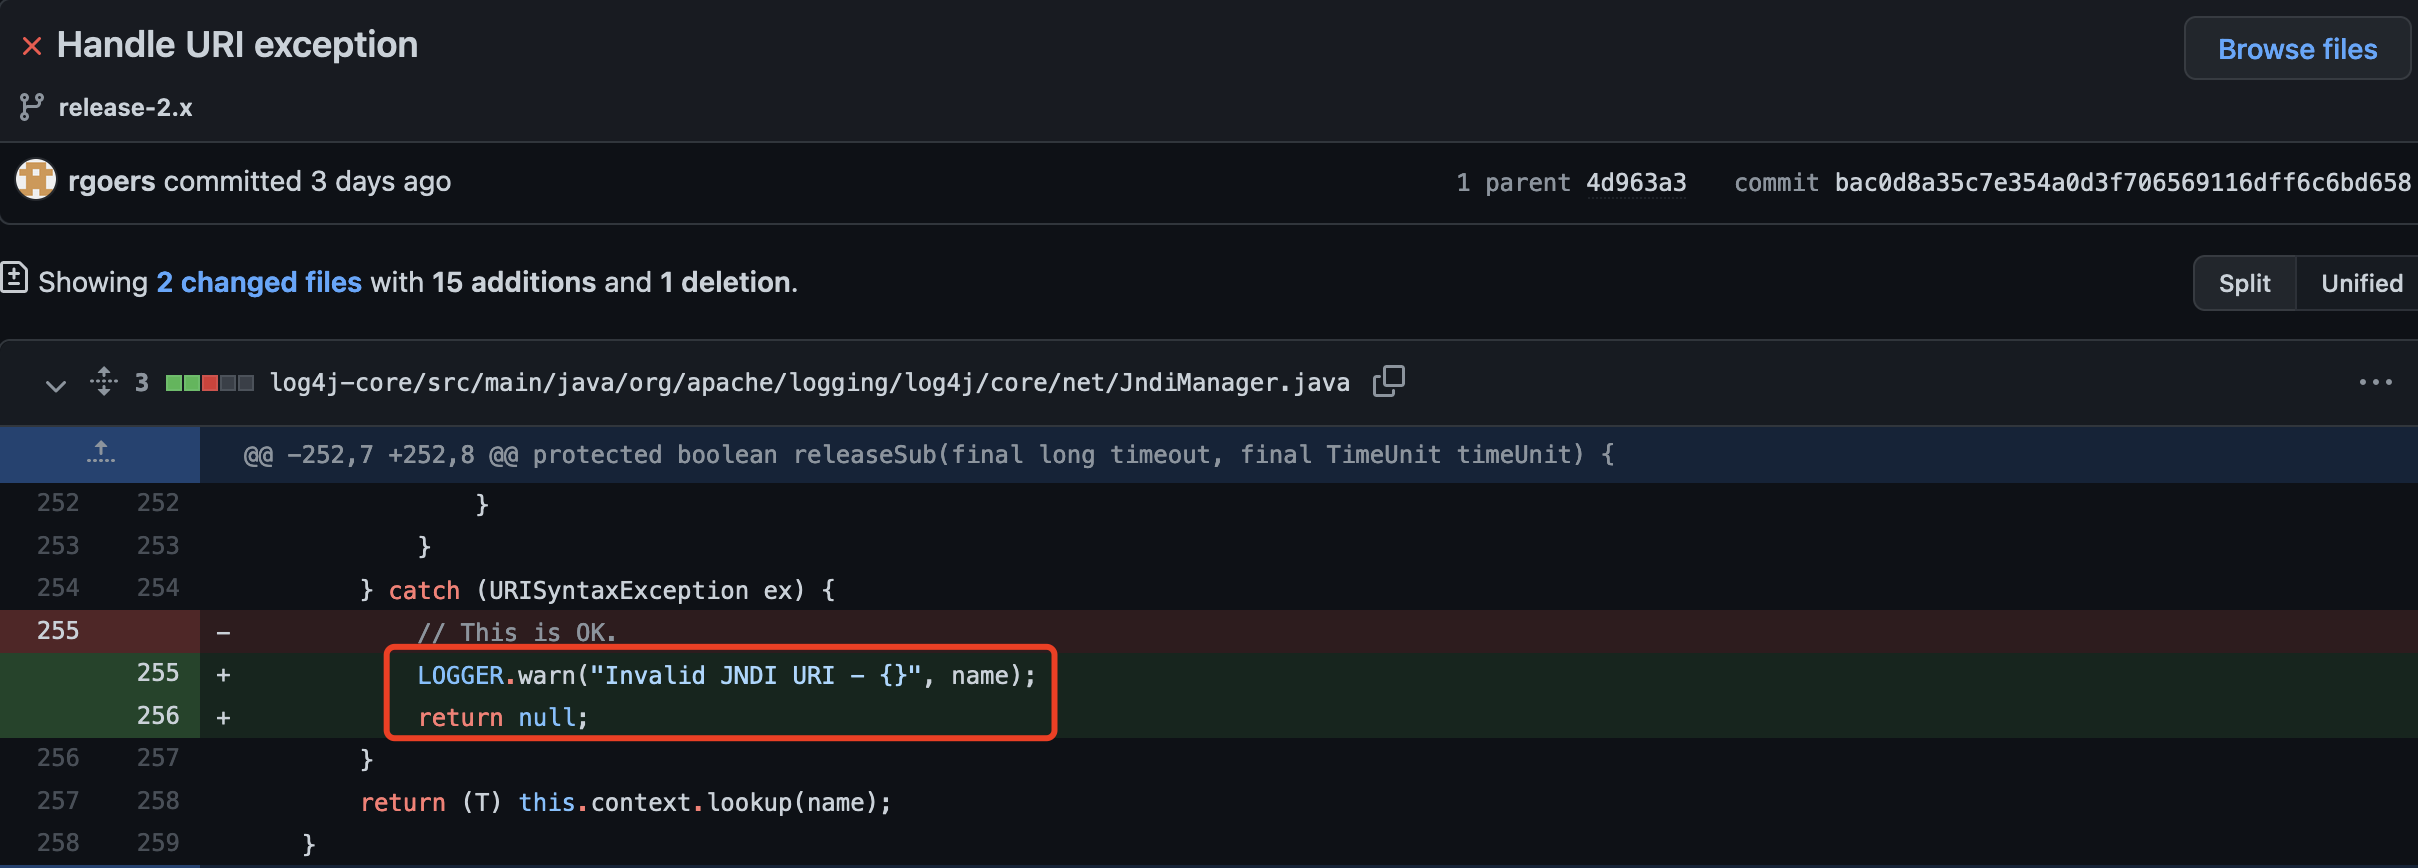 Handle URI exception
Browse files
release-2.x
rgoers committed 3 days ago
1 parent 4d963a3 commit bac0d8a35c7e354a0d3f706569116dff6c6bd658
Showing 2 changed files with 15 additions and 1 deletion.
Split Unified
3 log4j-core/src/main/java/org/apache/logging/log4j/core/net/JndiManager.java
@@ -252,7 +252,8 @@ protected boolean releaseSub(final long timeout, final TimeUnit timeUnit) {
252 252 }
253 253 }
254 254 } catch (URISyntaxException ex) {
255 - // This is OK.
255 + LOGGER.warn("Invalid JNDI URI - {}", name);
256 + return null;
256 257 }
257 258 return (T) this.context.lookup(name);
258 259 }